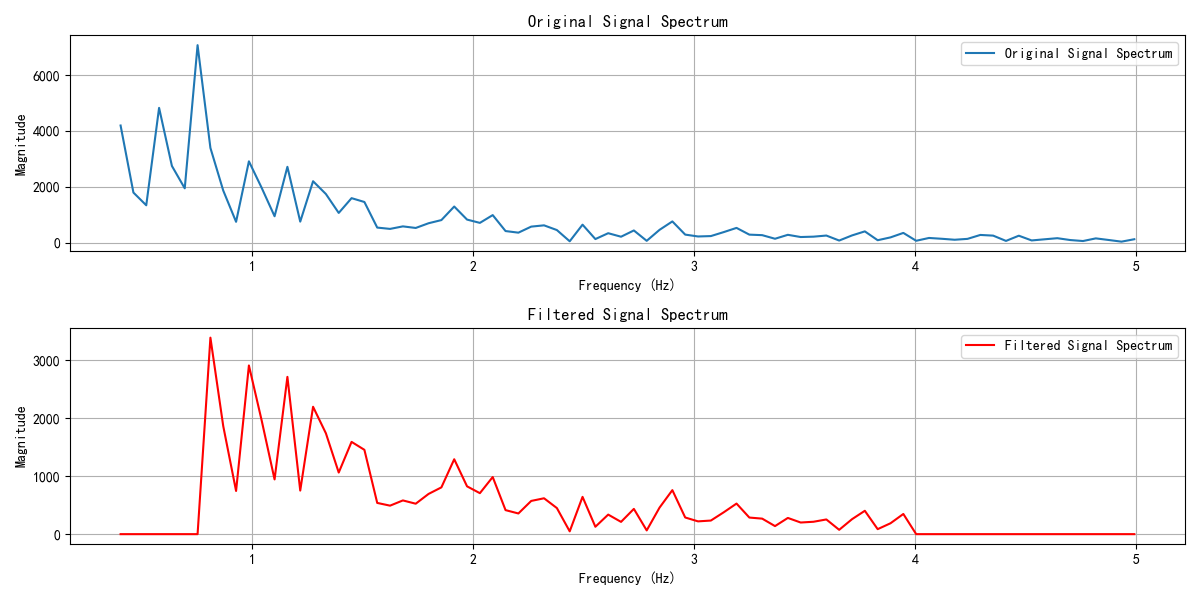 Original Signal Spectrum
Original Signal Spectrum
Magnitude
6000
4000
2000
0
1 2 3 4 5
Frequency (Hz)
Filtered Signal Spectrum
Filtered Signal Spectrum
Magnitude
3000
2000
1000
0
1 2 3 4 5
Frequency (Hz)